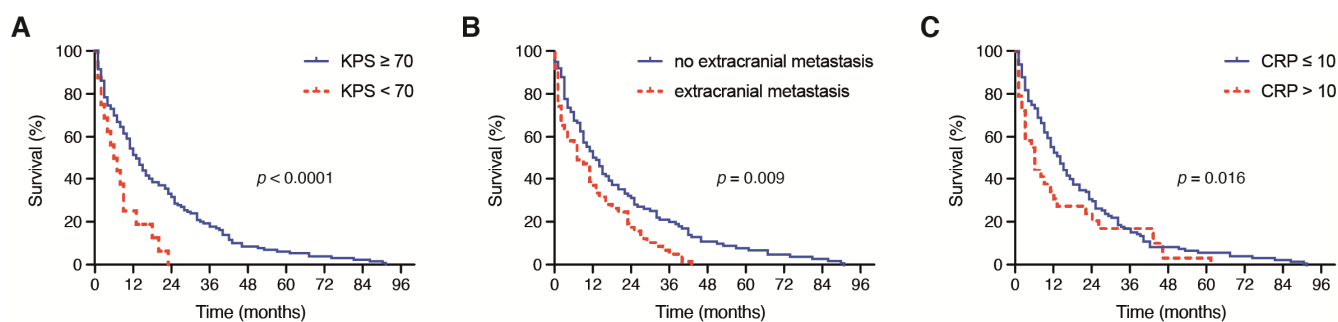 A
Survival (%)
100
80
60
40
20
0
0 12 24 36 48 60 72 84 96
Time (months)
KPS ≥ 70
KPS < 70
p < 0.0001
B
Survival (%)
100
80
60
40
20
0
0 12 24 36 48 60 72 84 96
Time (months)
no extracranial metastasis
extracranial metastasis
p = 0.009
C
Survival (%)
100
80
60
40
20
0
0 12 24 36 48 60 72 84 96
Time (months)
CRP ≤ 10
CRP > 10
p = 0.016